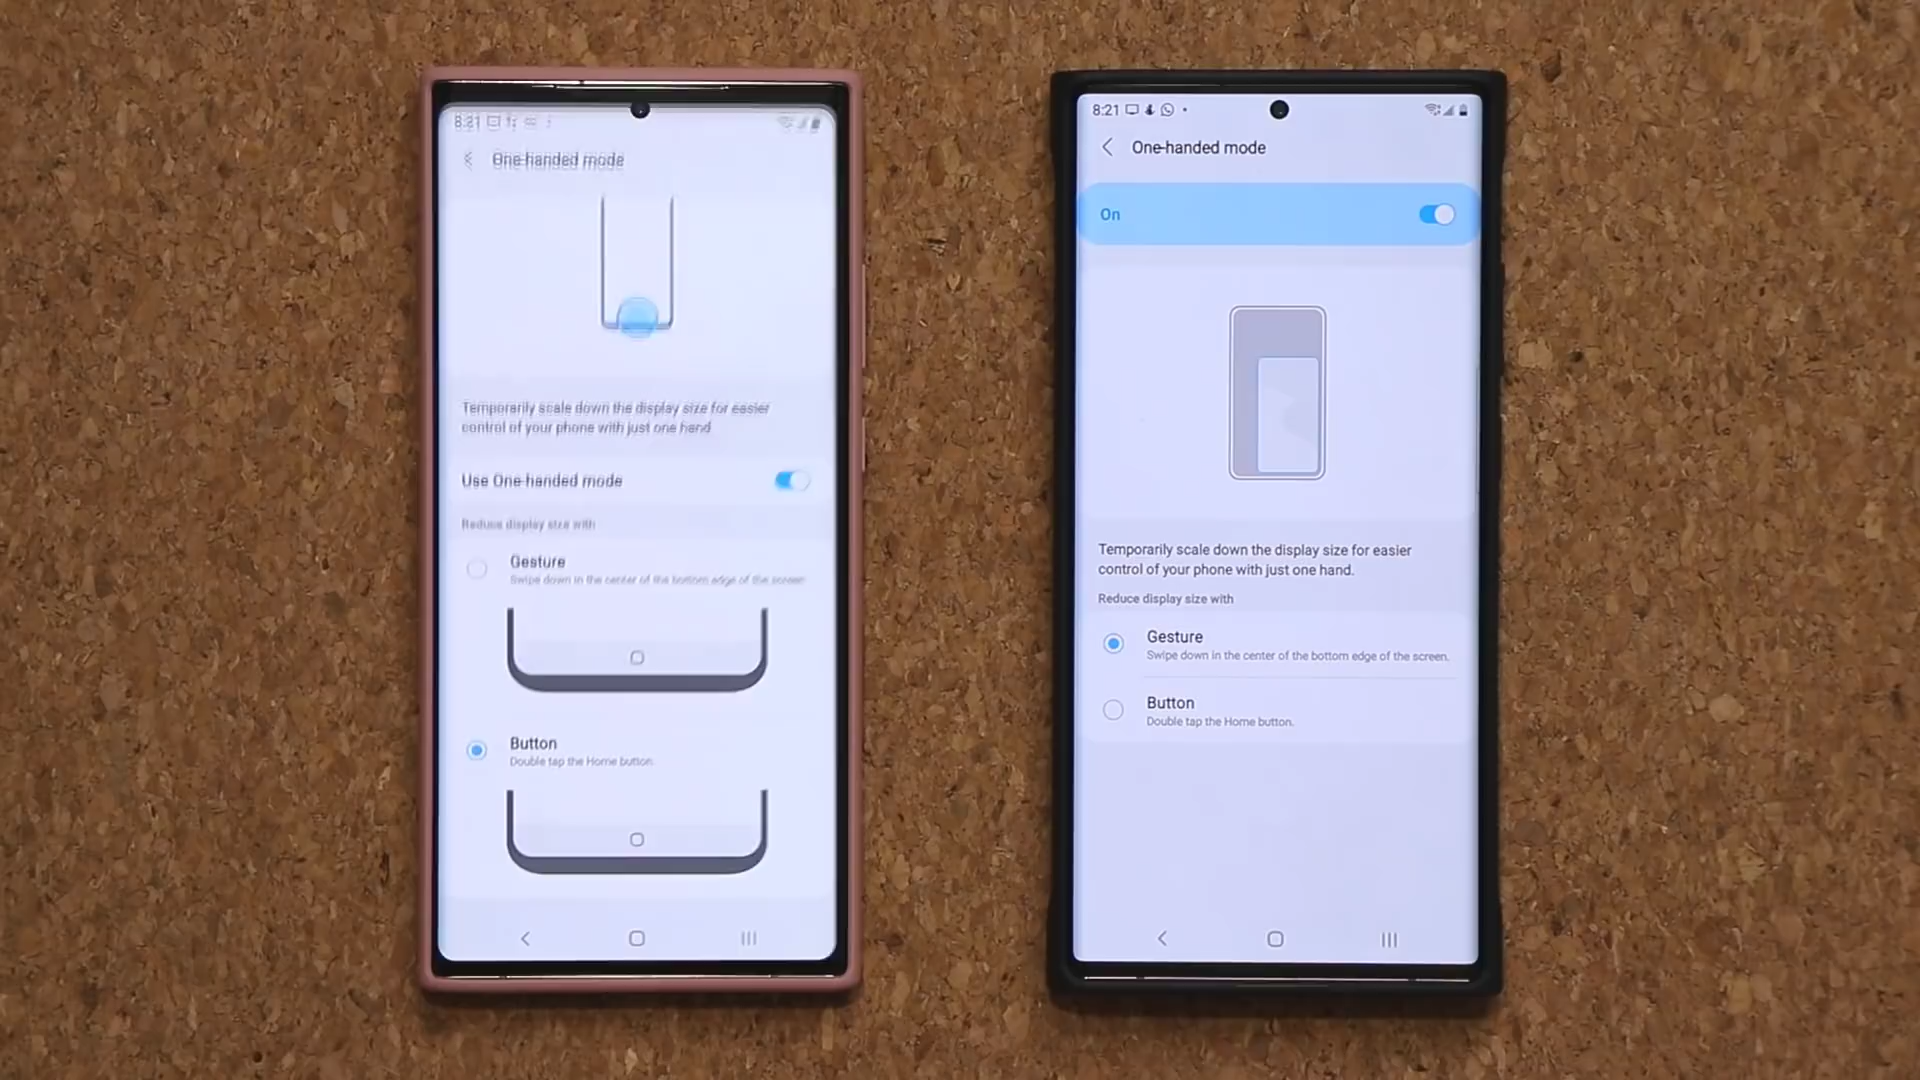 8:21
One-handed mode
Temporarily scale down the display size for easier
control of your phone with just one hand
Use One-handed mode
Reduce display size with
Gesture
Swipe down in the center of the bottom edge of the screen
Button
Double tap the Home button.
8:21
One-handed mode
On
Temporarily scale down the display size for easier
control of your phone with just one hand.
Reduce display size with
Gesture
Swipe down in the center of the bottom edge of the screen.
Button
Double tap the Home button.